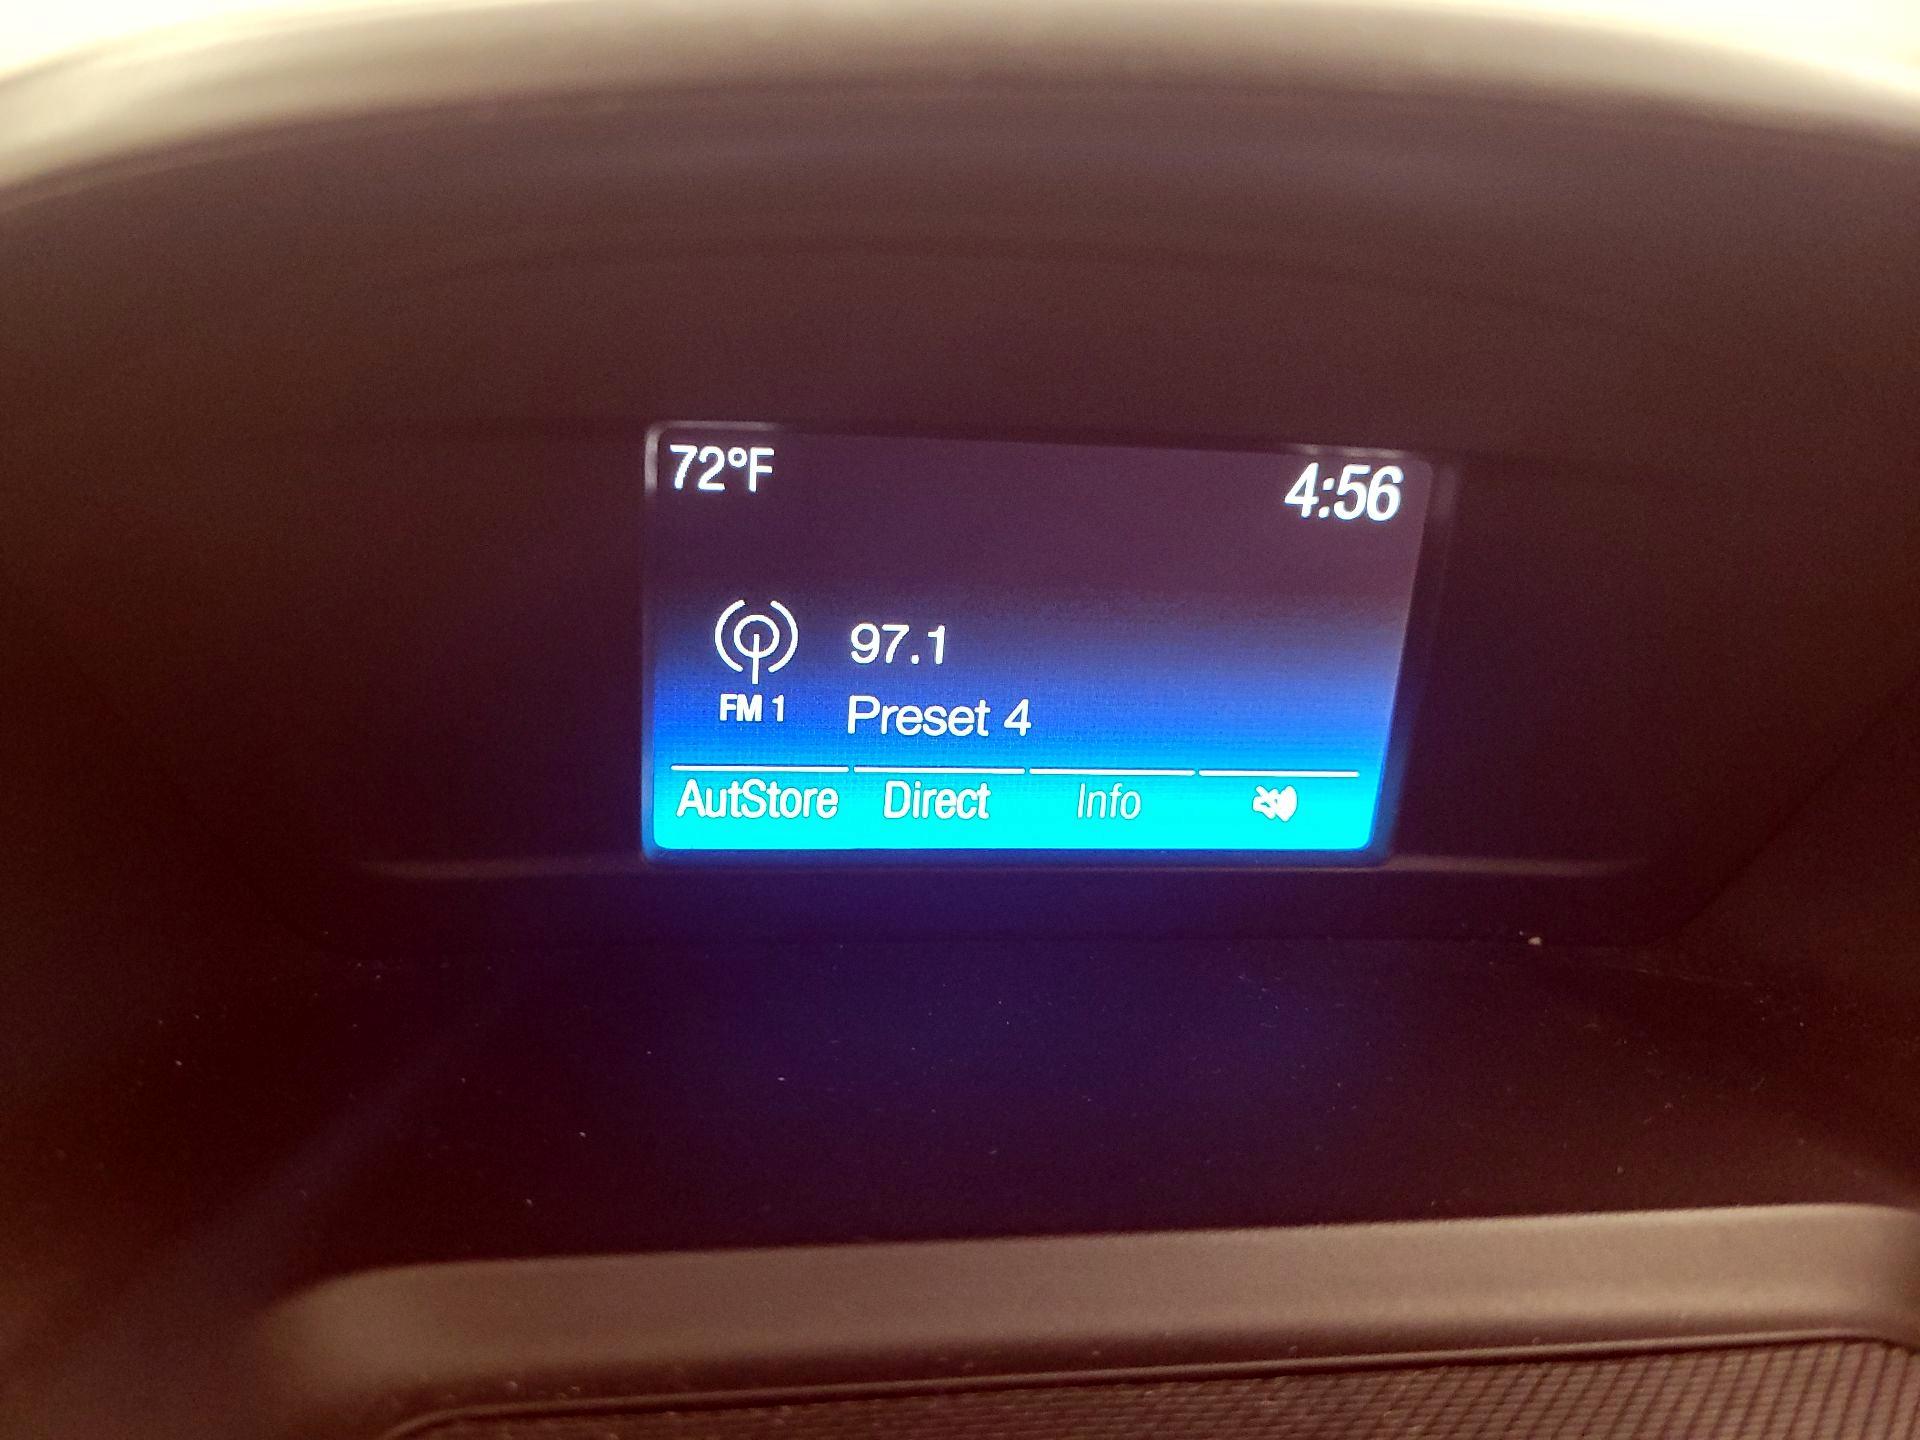 72°F
4:56
97.1
FM 1
Preset 4
AutStore Direct Info